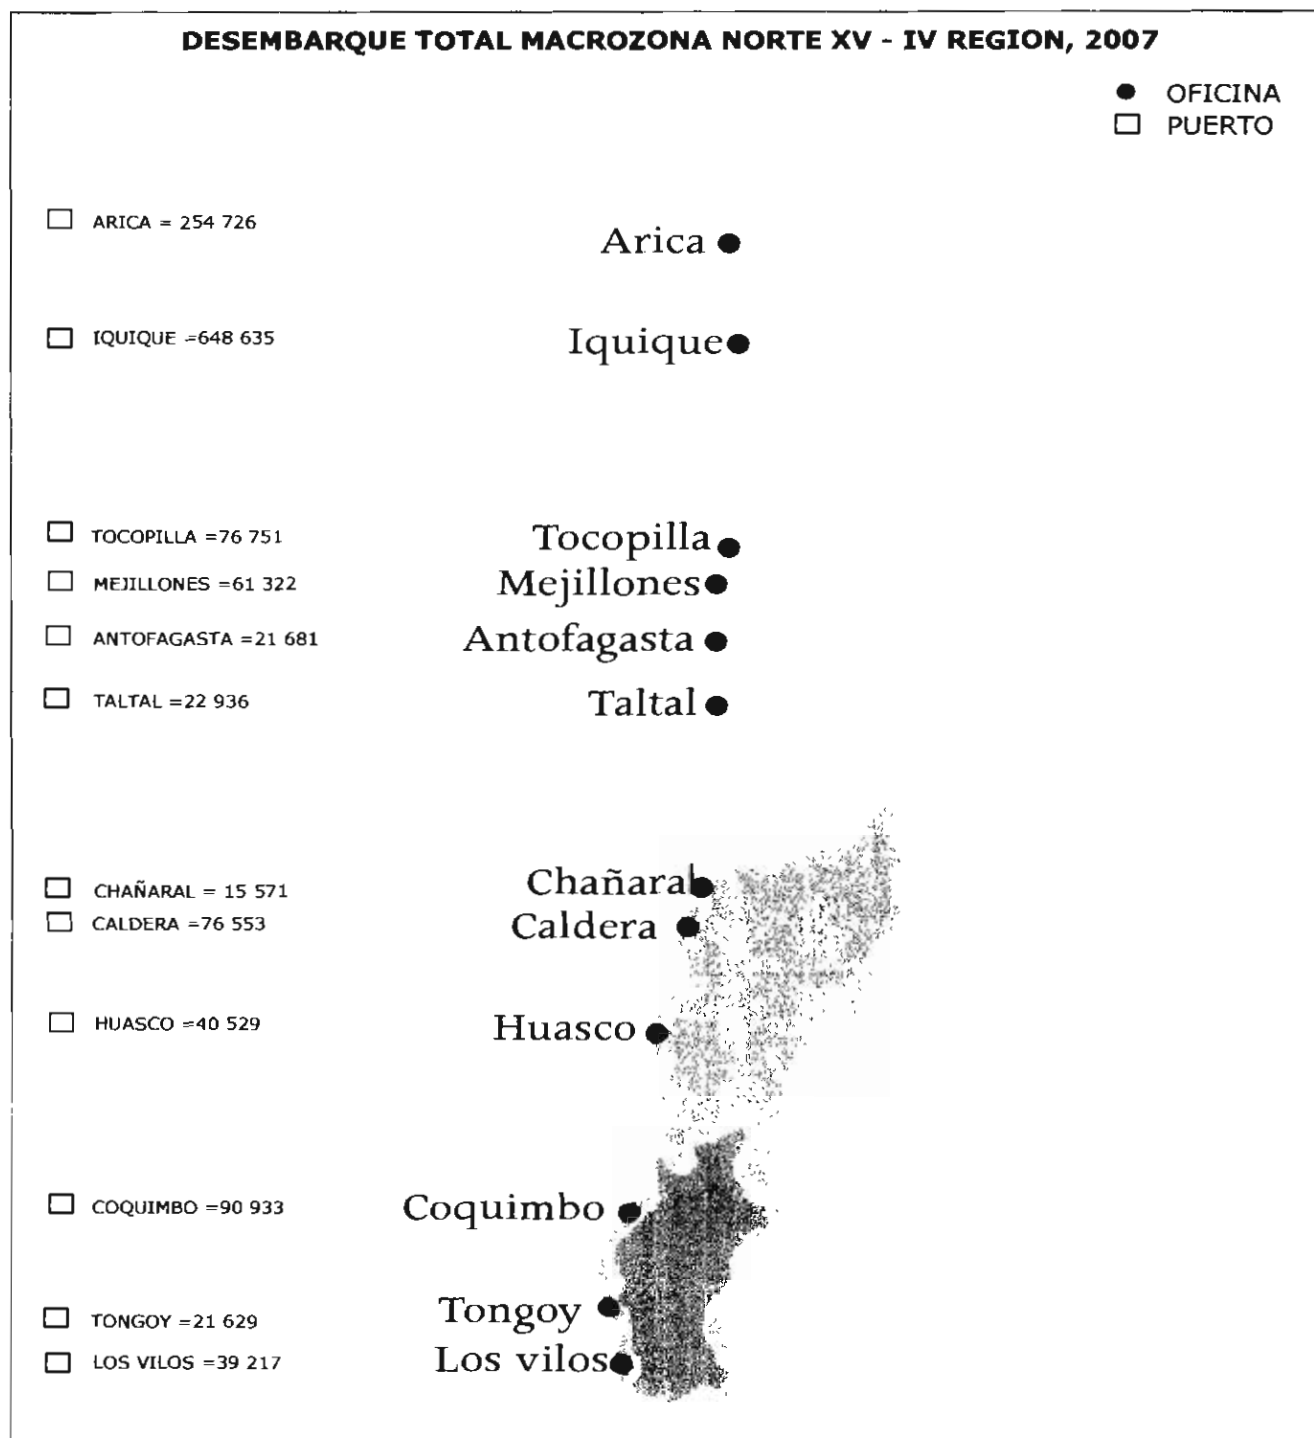 DESEMBARQUE TOTAL MACROZONA NORTE XV - IV REGION, 2007
OFICINA
PUERTO
ARICA = 254 726
Arica
IQUIQUE =648 635
Iquique
TOCOPILLA =76 751
Tocopilla
MEJILLONES =61 322
Mejillones
ANTOFAGASTA =21 681
Antofagasta
TALTAL =22 936
Taltal
CHAÑARAL = 15 571
Chañaral
CALDERA =76 553
Caldera
HUASCO =40 529
Huasco
COQUIMBO =90 933
Coquimbo
TONGOY =21 629
Tongoy
LOS VILOS =39 217
Los vilos